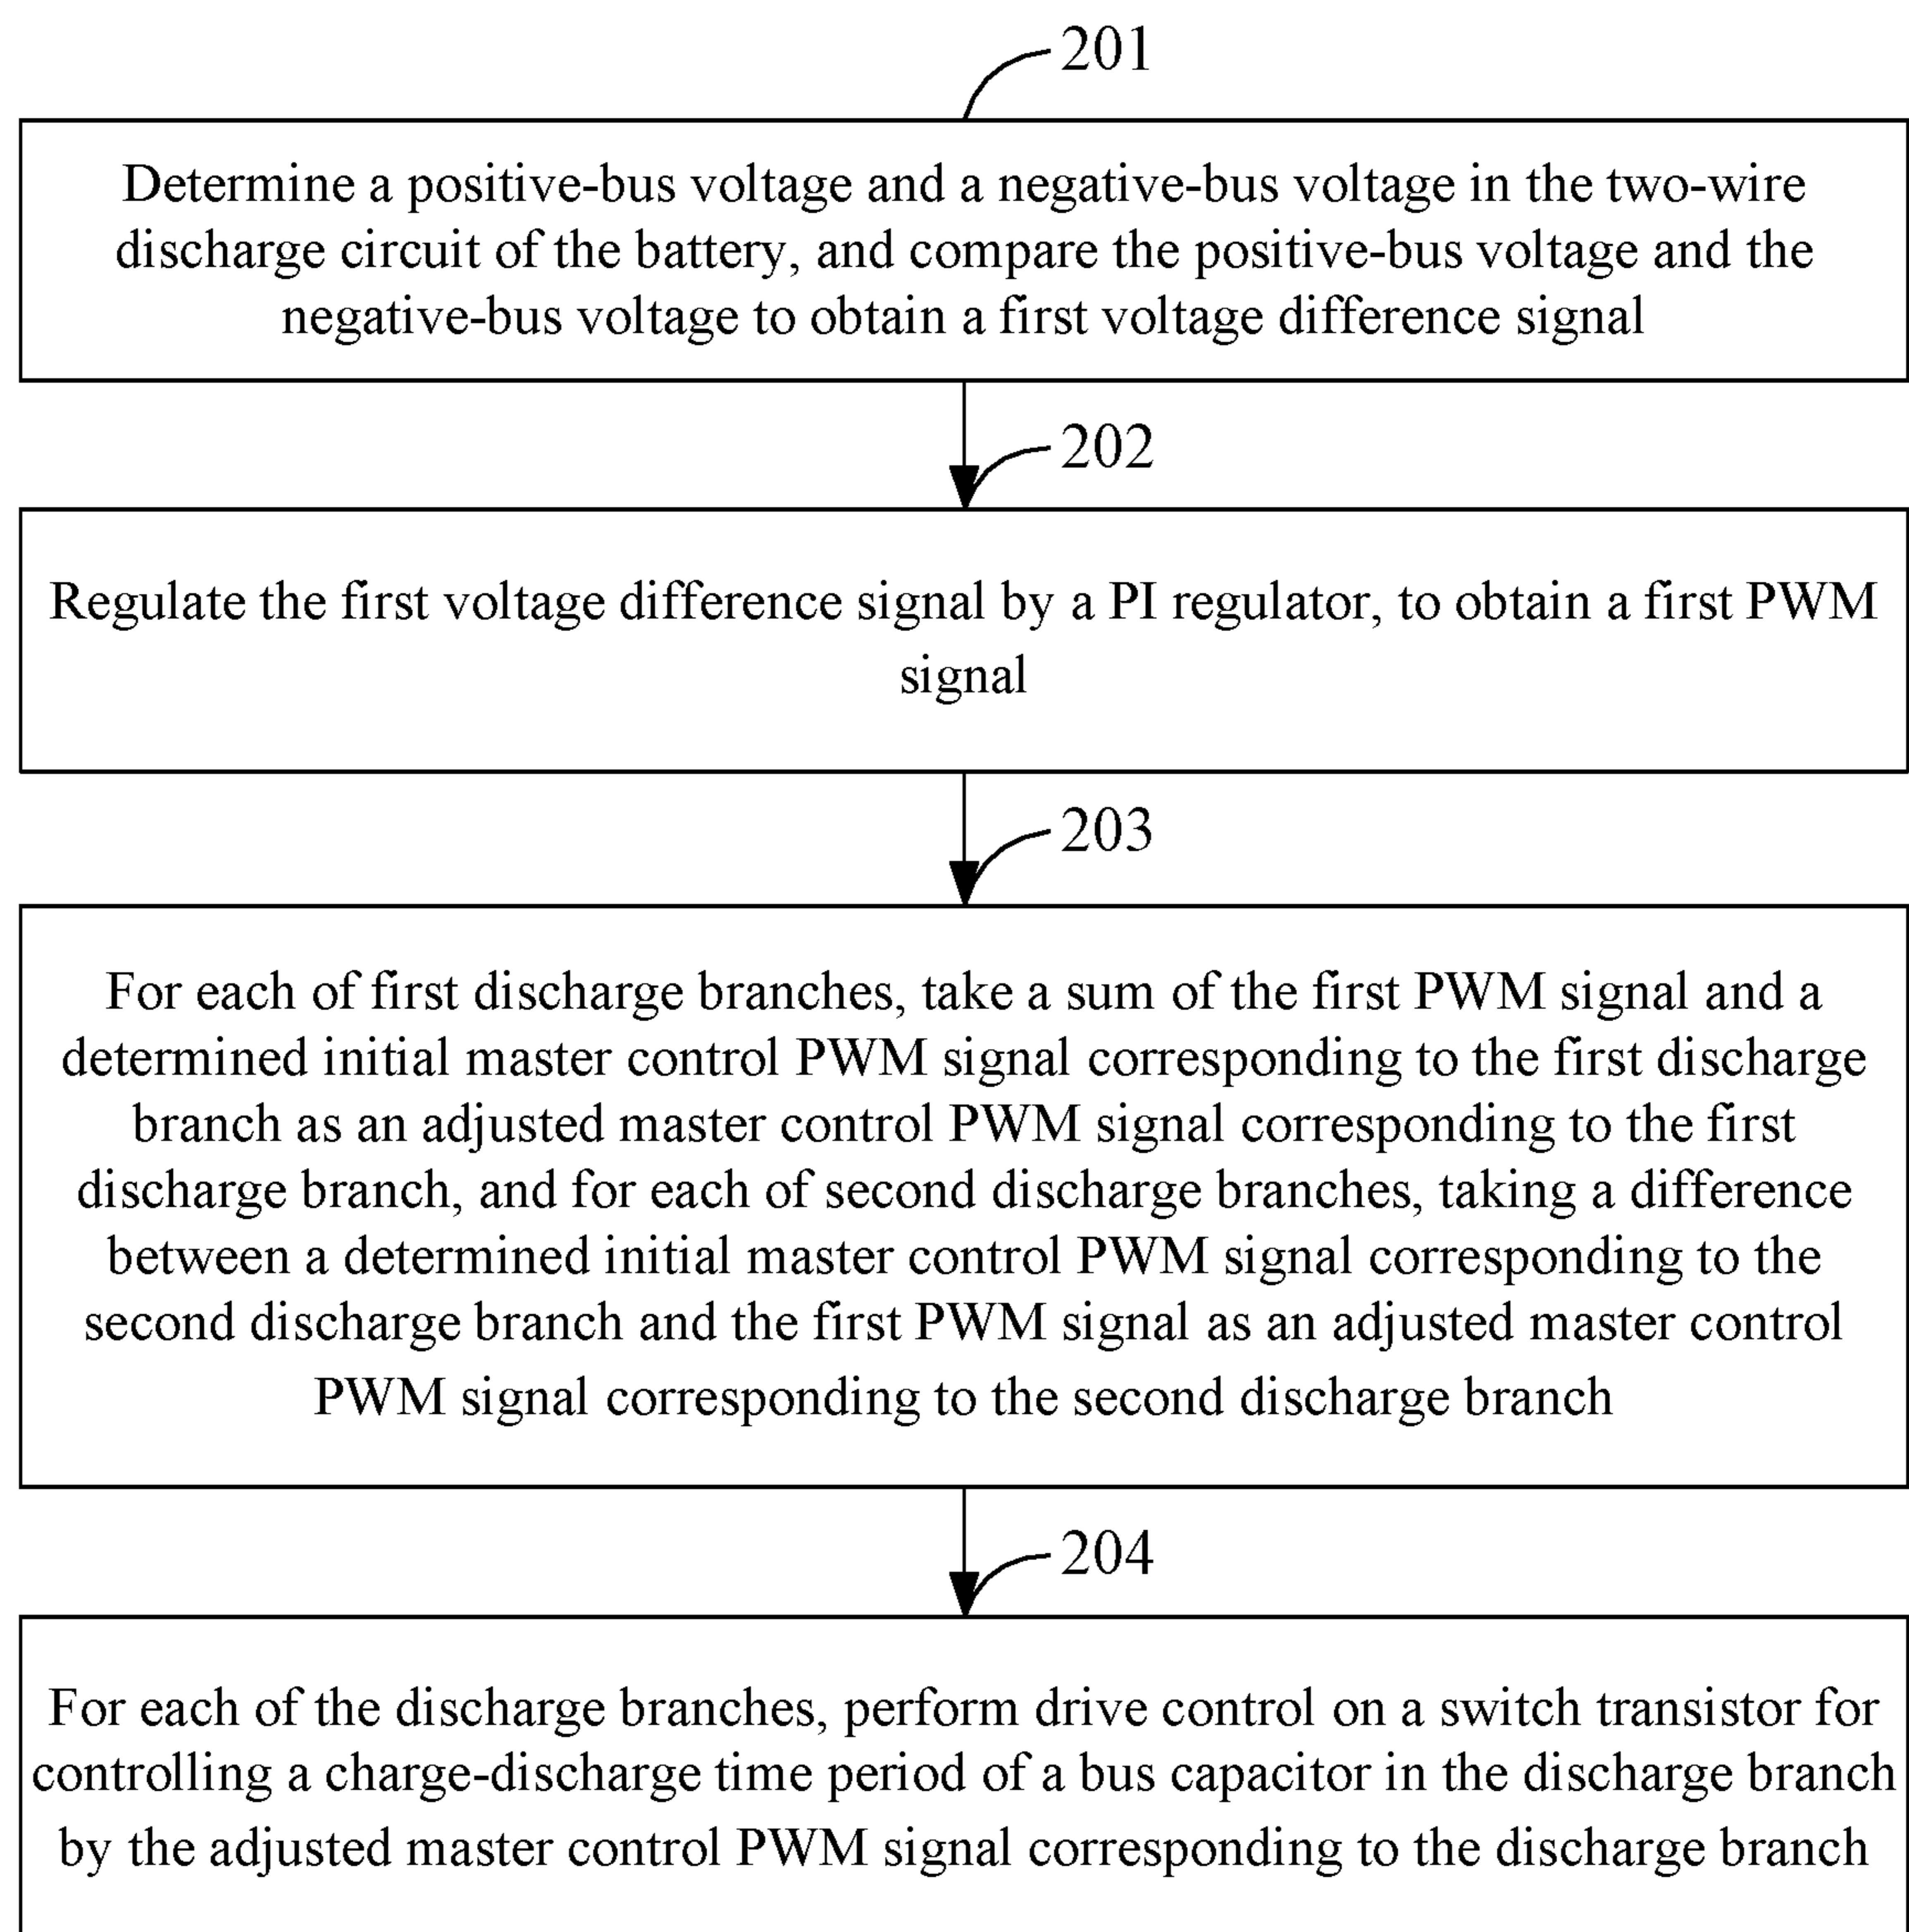 201
Determine a positive-bus voltage and a negative-bus voltage in the two-wire
discharge circuit of the battery, and compare the positive-bus voltage and the
negative-bus voltage to obtain a first voltage difference signal
202
Regulate the first voltage difference signal by a PI regulator, to obtain a first PWM
signal
203
For each of first discharge branches, take a sum of the first PWM signal and a
determined initial master control PWM signal corresponding to the first discharge
branch as an adjusted master control PWM signal corresponding to the first
discharge branch, and for each of second discharge branches, taking a difference
between a determined initial master control PWM signal corresponding to the
second discharge branch and the first PWM signal as an adjusted master control
PWM signal corresponding to the second discharge branch
204
For each of the discharge branches, perform drive control on a switch transistor for
controlling a charge-discharge time period of a bus capacitor in the discharge branch
by the adjusted master control PWM signal corresponding to the discharge branch